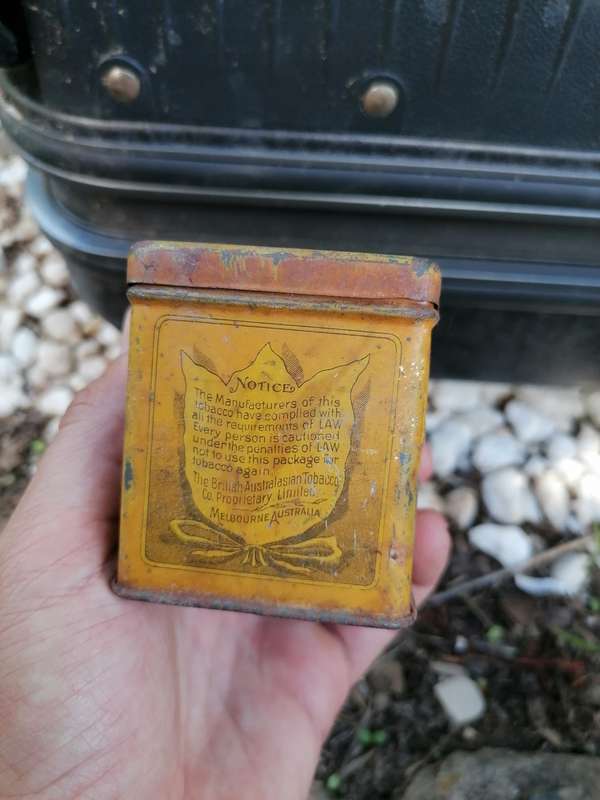 NOTICE
The Manufacturers of this
tobacco have complied with
all the requirements of LAW
Every person is cautioned
under the penalties of LAW
not to use this package for
tobacco again.
The British Australasian Tobacco
Co. Proprietary Limited
MELBOURNE AUSTRALIA